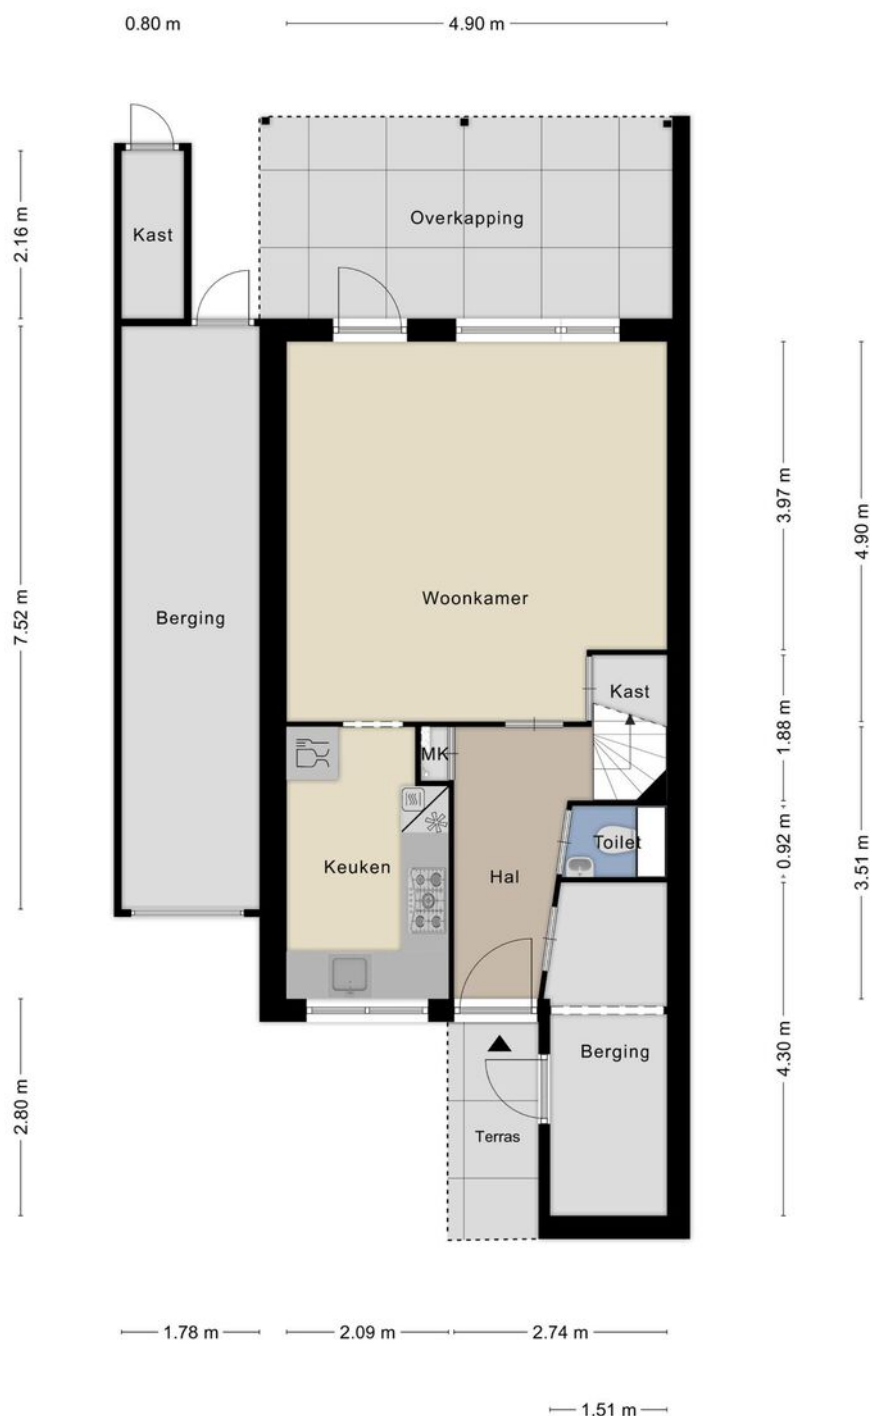 0.80 m
4.90 m
Overkapping
Kast
2.16 m
3.97 m
4.90 m
Woonkamer
7.52 m
Berging
Kast
1.88 m
MK
0.92 m
Toilet
3.51 m
Keuken
Hal
Berging
4.30 m
2.80 m
Terras
1.78 m
2.09 m
2.74 m
1.51 m